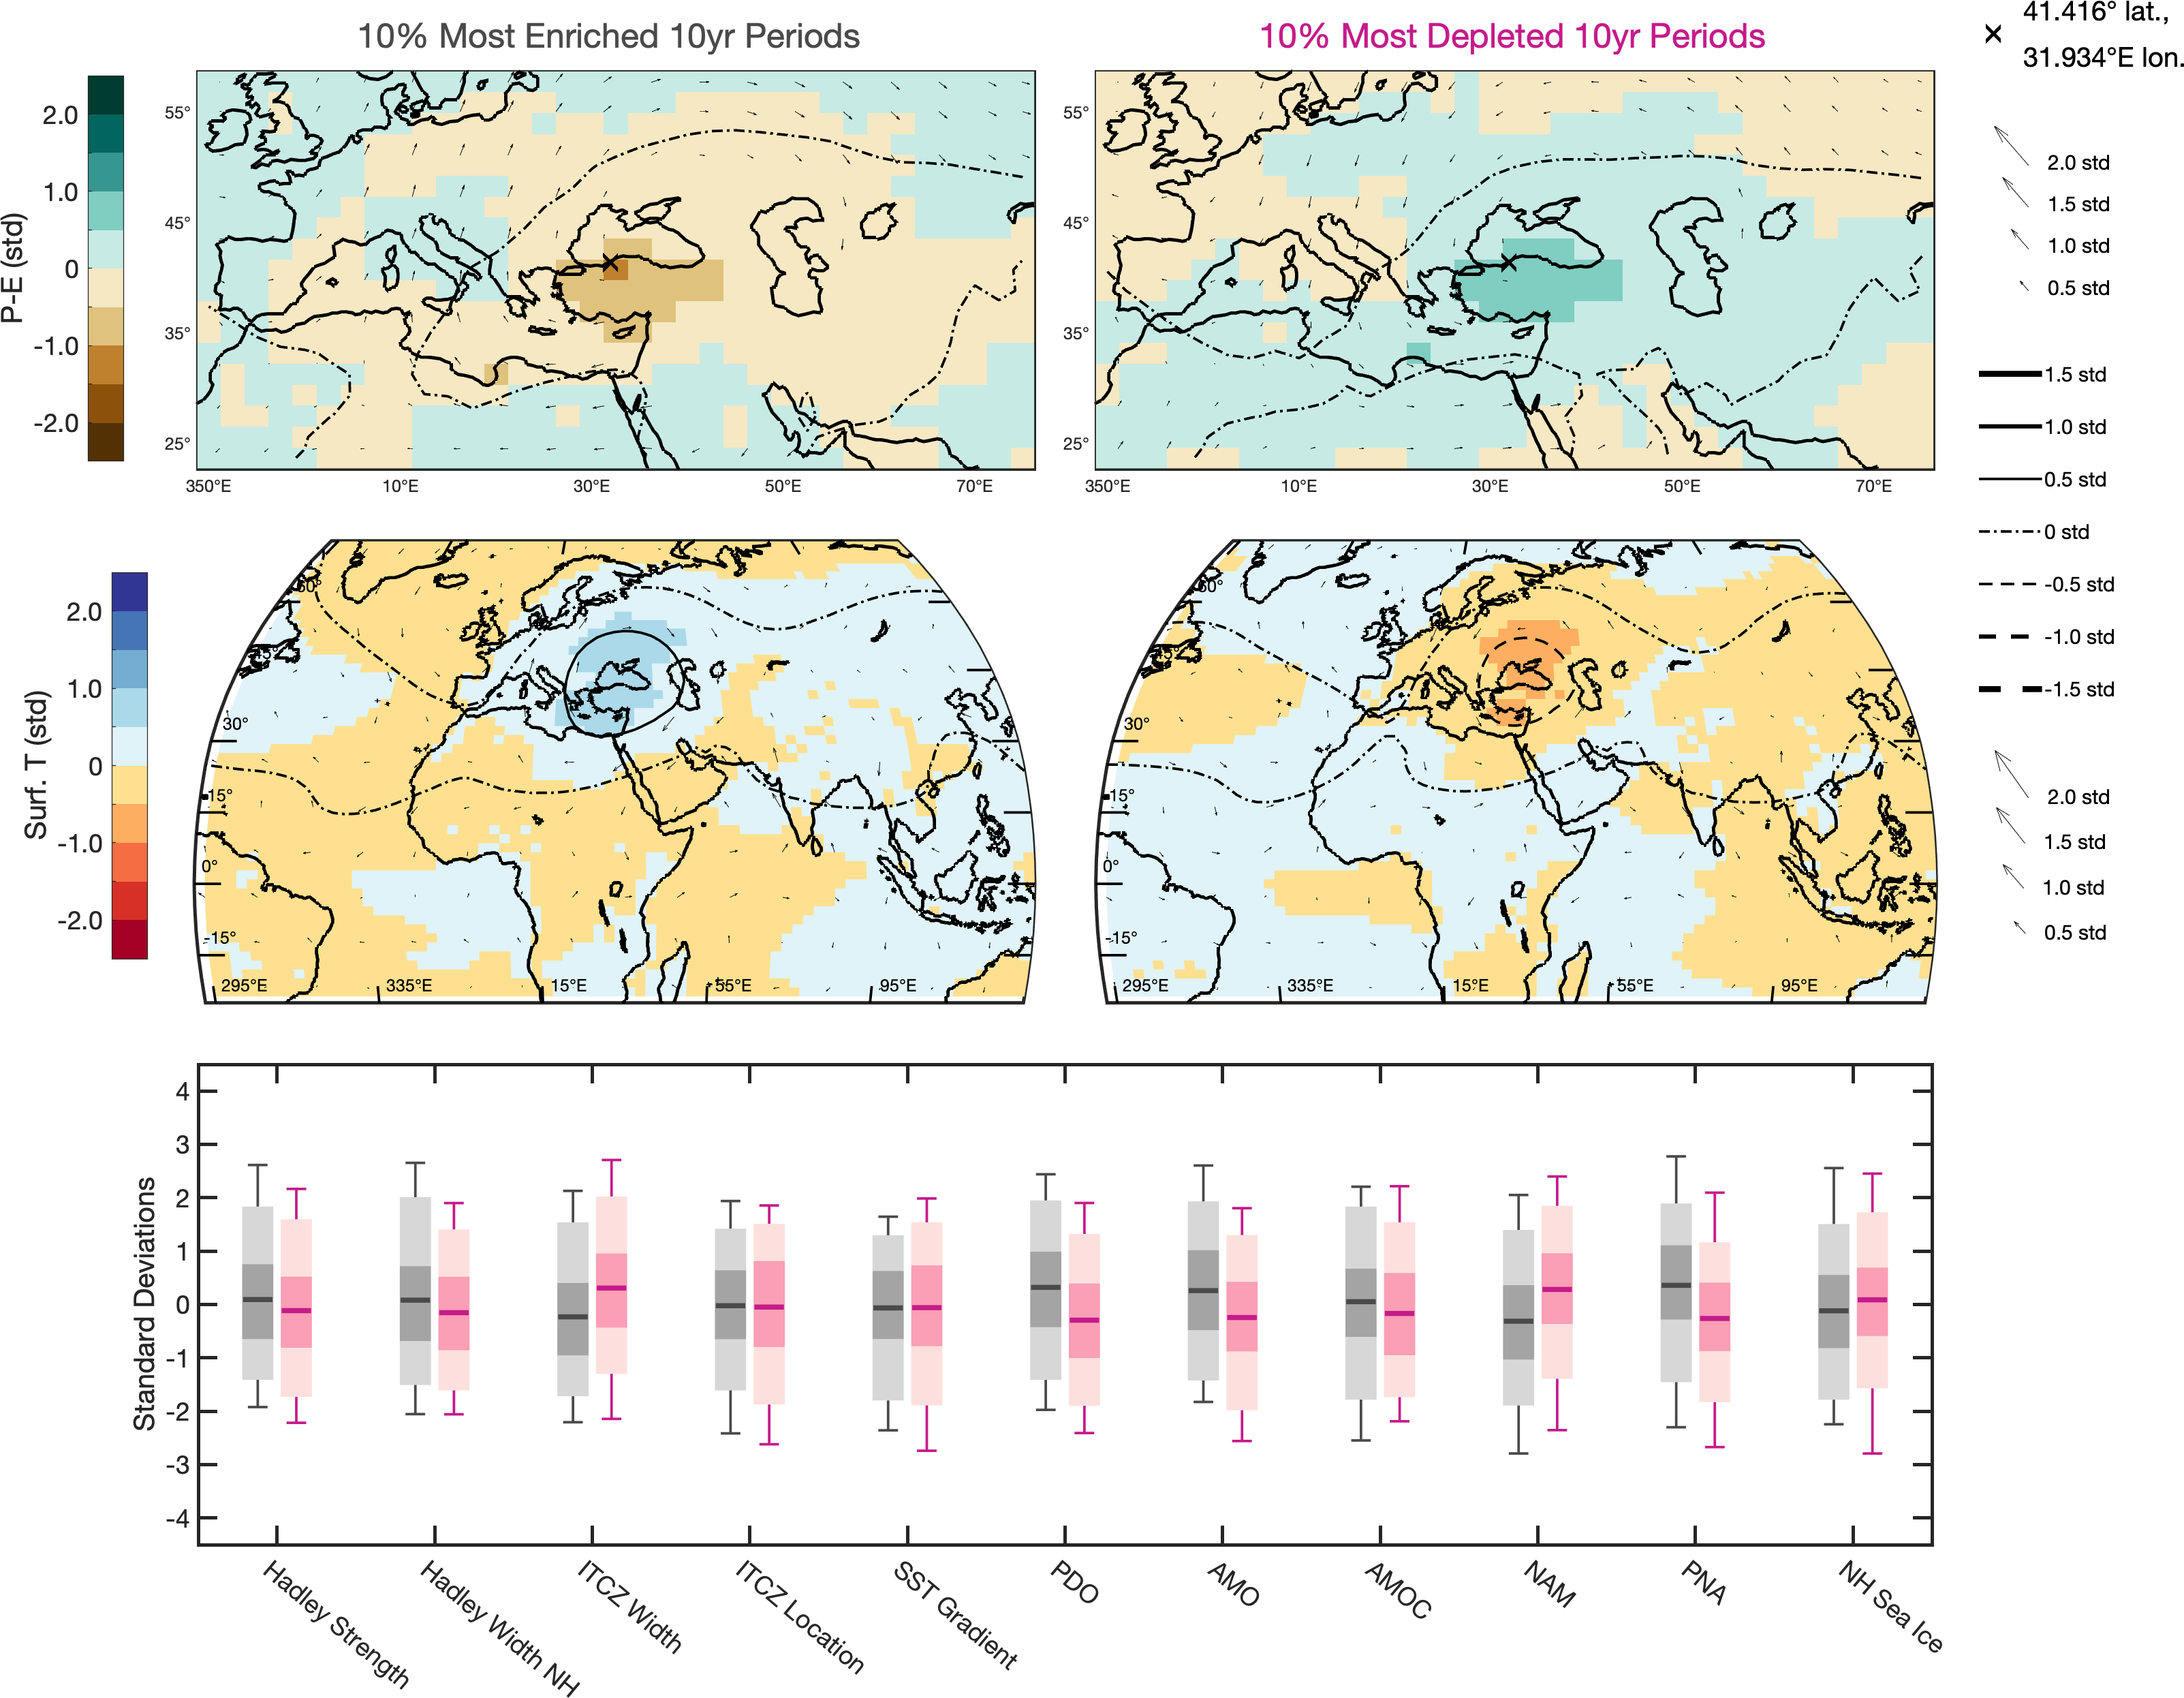 10% Most Enriched 10yr Periods
10% Most Depleted 10yr Periods
41.416° lat.,
31.934°E lon.
P-E (std)
2.0
1.0
0
-1.0
-2.0
55°
45°
35°
25°
350°E 10°E 30°E 50°E 70°E
55°
45°
35°
25°
350°E 10°E 30°E 50°E 70°E
2.0 std
1.5 std
1.0 std
0.5 std
1.5 std
1.0 std
0.5 std
0 std
-0.5 std
-1.0 std
-1.5 std
Surf. T (std)
2.0
1.0
0
-1.0
-2.0
60°
45°
30°
15°
0°
-15°
295°E 335°E 15°E 55°E 95°E
60°
45°
30°
15°
0°
-15°
295°E 335°E 15°E 55°E 95°E
2.0 std
1.5 std
1.0 std
0.5 std
Standard Deviations
4
3
2
1
0
-1
-2
-3
-4
Hadley Strength
Hadley Width NH
ITCZ Width
ITCZ Location
SST Gradient
PDO
AMO
AMOC
NAM
PNA
NH Sea Ice